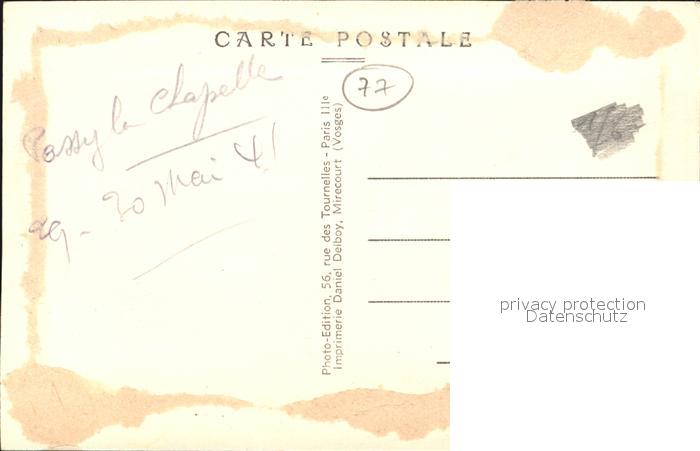 CARTE POSTALE
77
Passy la Chapelle
29 - 30 Mai 41
Photo-Edition, 56, rue des Tournelles - Paris IIIe
Imprimerie Daniel Delboy, Mirecourt (Vosges)
privacy protection
Datenschutz